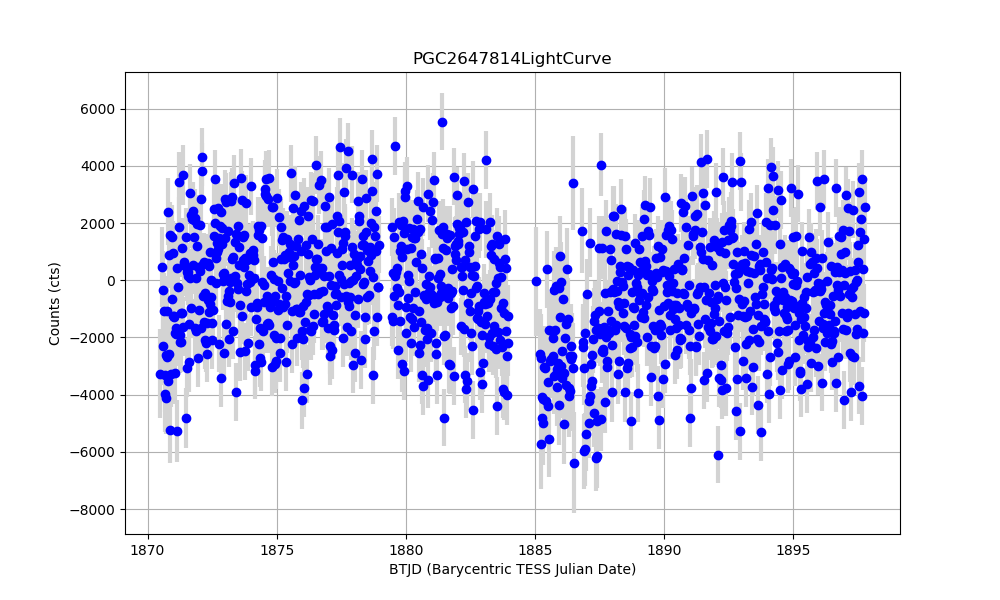 PGC2647814LightCurve
6000
4000
2000
0
−2000
−4000
−6000
−8000
Counts (cts)
1870 1875 1880 1885 1890 1895
BTJD (Barycentric TESS Julian Date)